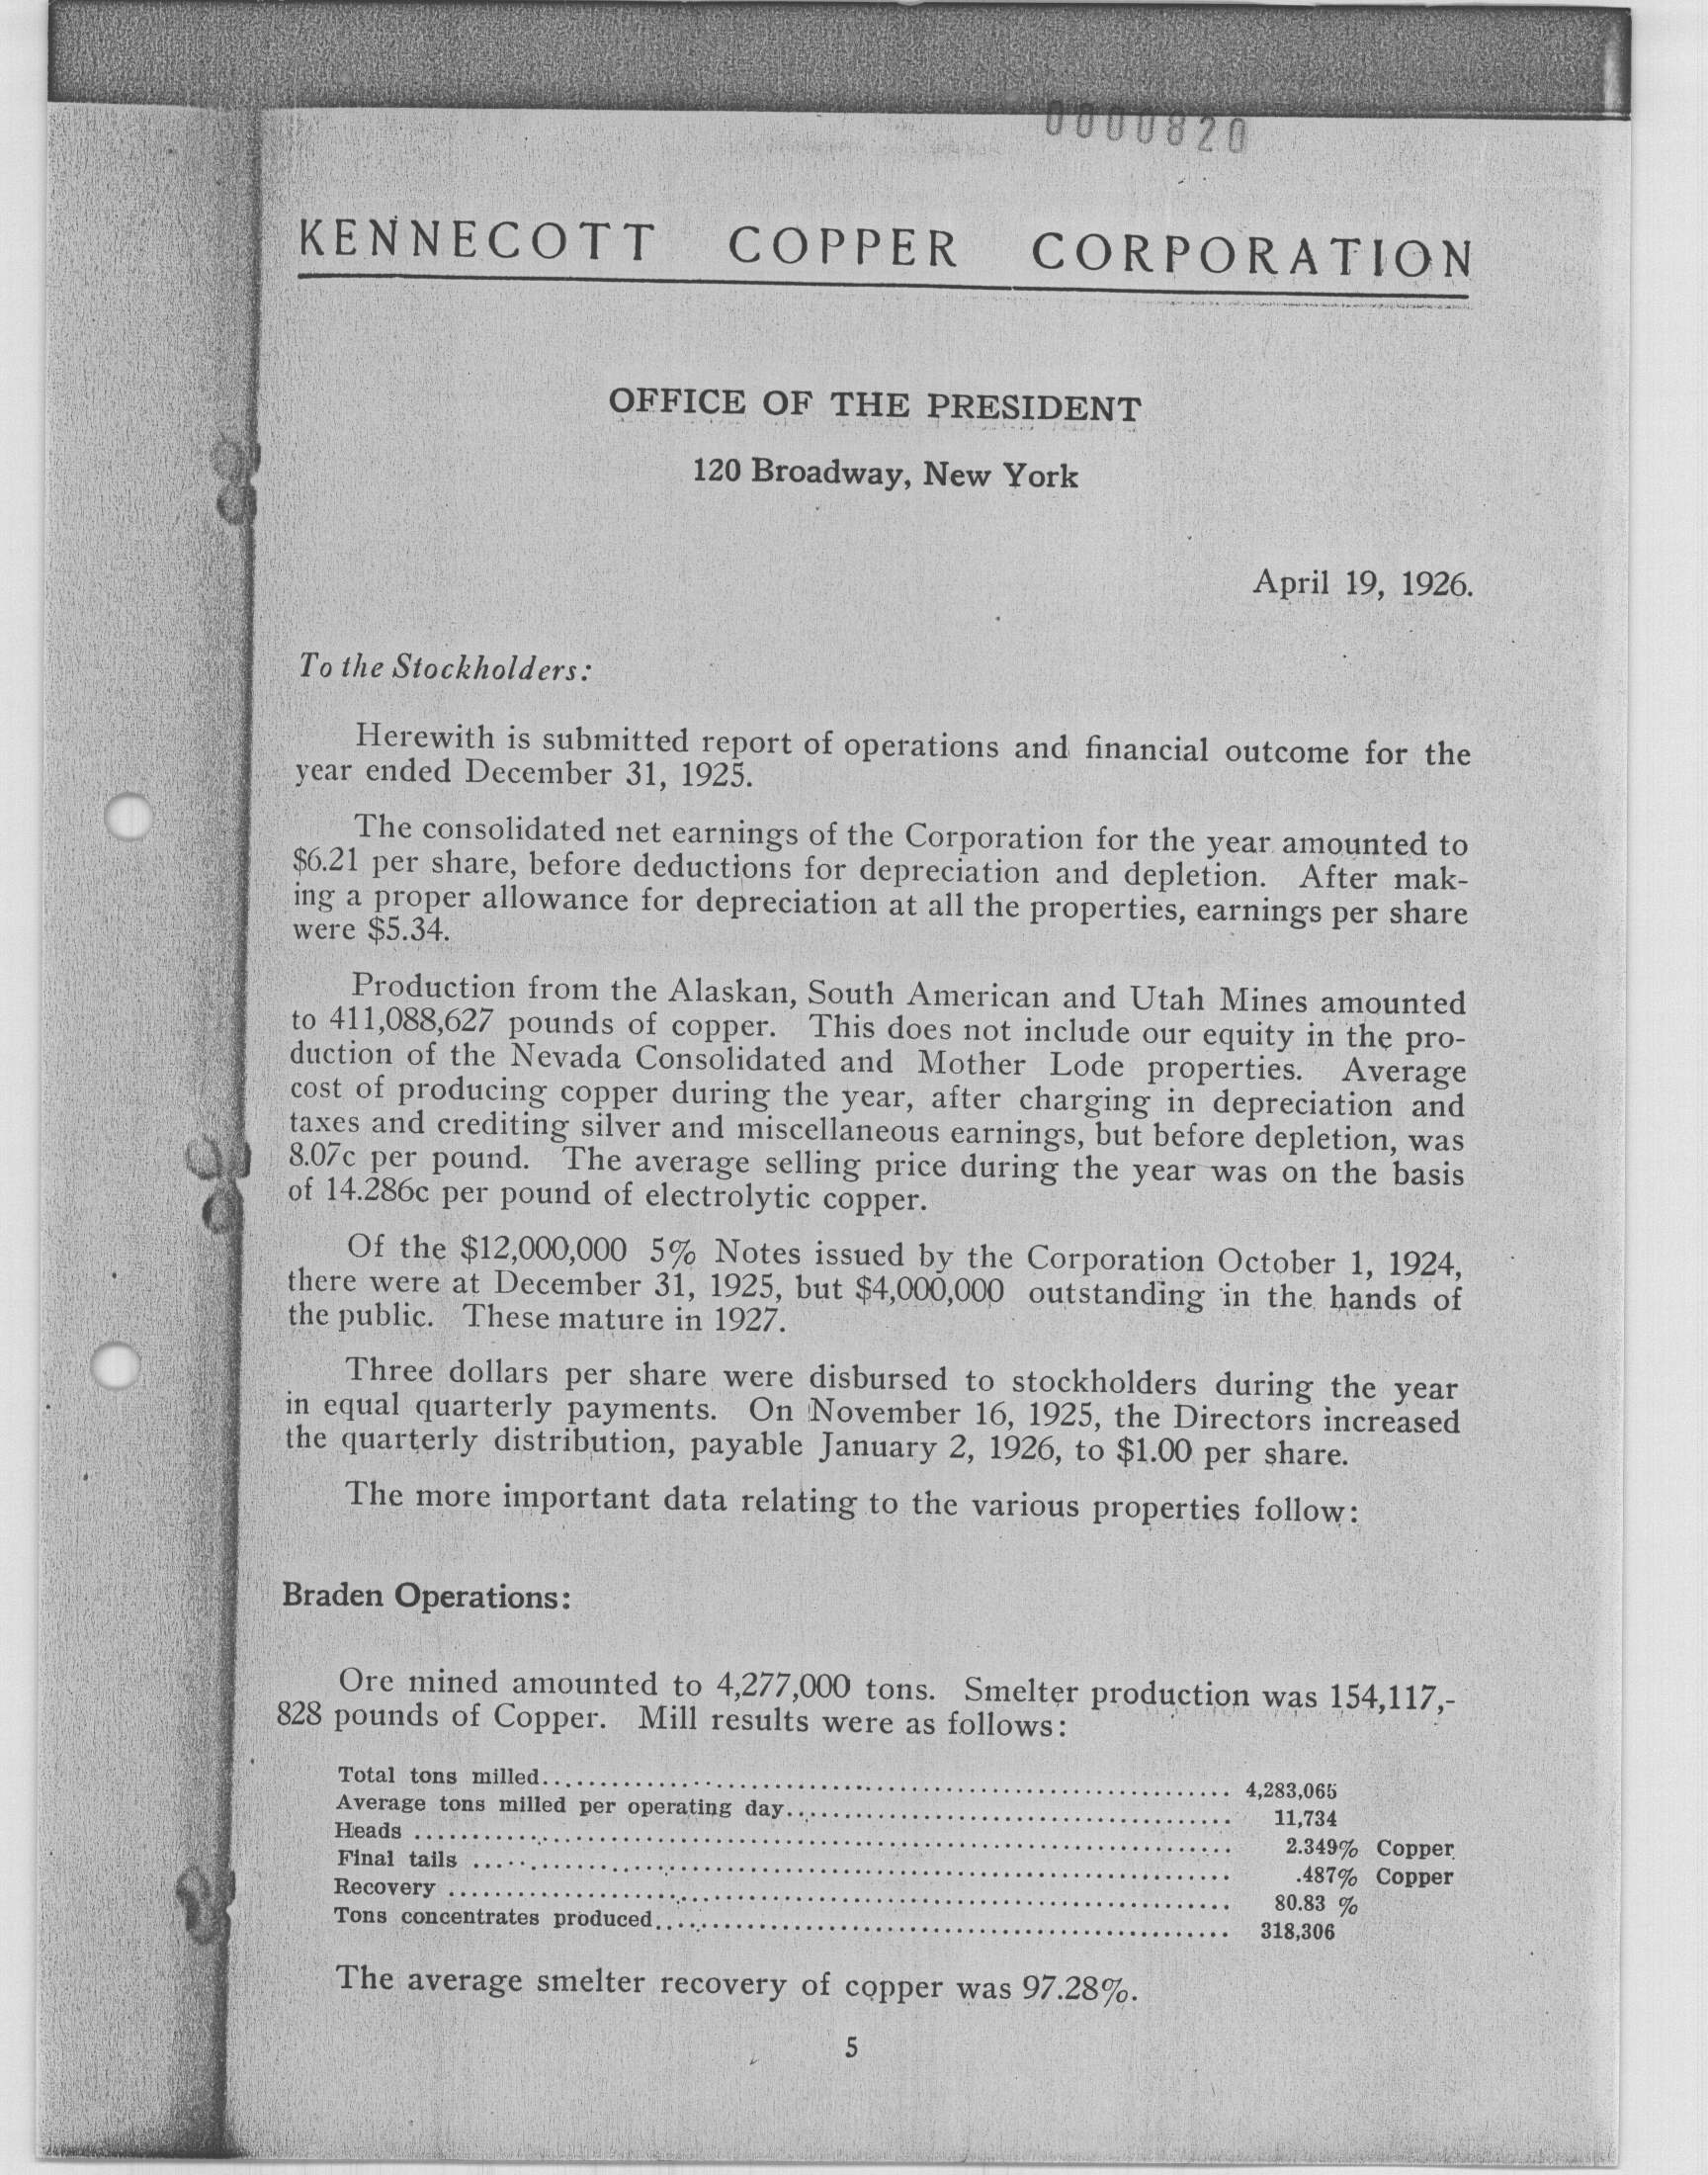 0000820
KENNECOTT COPPER CORPORATION
OFFICE OF THE PRESIDENT
120 Broadway, New York
April 19, 1926.
To the Stockholders:
Herewith is submitted report of operations and financial outcome for the
year ended December 31, 1925.
The consolidated net earnings of the Corporation for the year amounted to
$6.21 per share, before deductions for depreciation and depletion. After mak-
ing a proper allowance for depreciation at all the properties, earnings per share
were $5.34.
Production from the Alaskan, South American and Utah Mines amounted
to 411,088,627 pounds of copper. This does not include our equity in the pro-
duction of the Nevada Consolidated and Mother Lode properties. Average
cost of producing copper during the year, after charging in depreciation and
taxes and crediting silver and miscellaneous earnings, but before depletion, was
8.07c per pound. The average selling price during the year was on the basis
of 14.286c per pound of electrolytic copper.
Of the $12,000,000 5% Notes issued by the Corporation October 1, 1924,
there were at December 31, 1925, but $4,000,000 outstanding in the hands of
the public. These mature in 1927.
Three dollars per share were disbursed to stockholders during the year
in equal quarterly payments. On November 16, 1925, the Directors increased
the quarterly distribution, payable January 2, 1926, to $1.00 per share.
The more important data relating to the various properties follow:
Braden Operations:
Ore mined amounted to 4,277,000 tons. Smelter production was 154,117,-
828 pounds of Copper. Mill results were as follows:
Total tons milled........ 4,283,065
Average tons milled per operating day........ 11,734
Heads ........ 2.349% Copper
Final tails ........ .487% Copper
Recovery ........ 80.83 %
Tons concentrates produced........ 318,306
The average smelter recovery of copper was 97.28%.
5